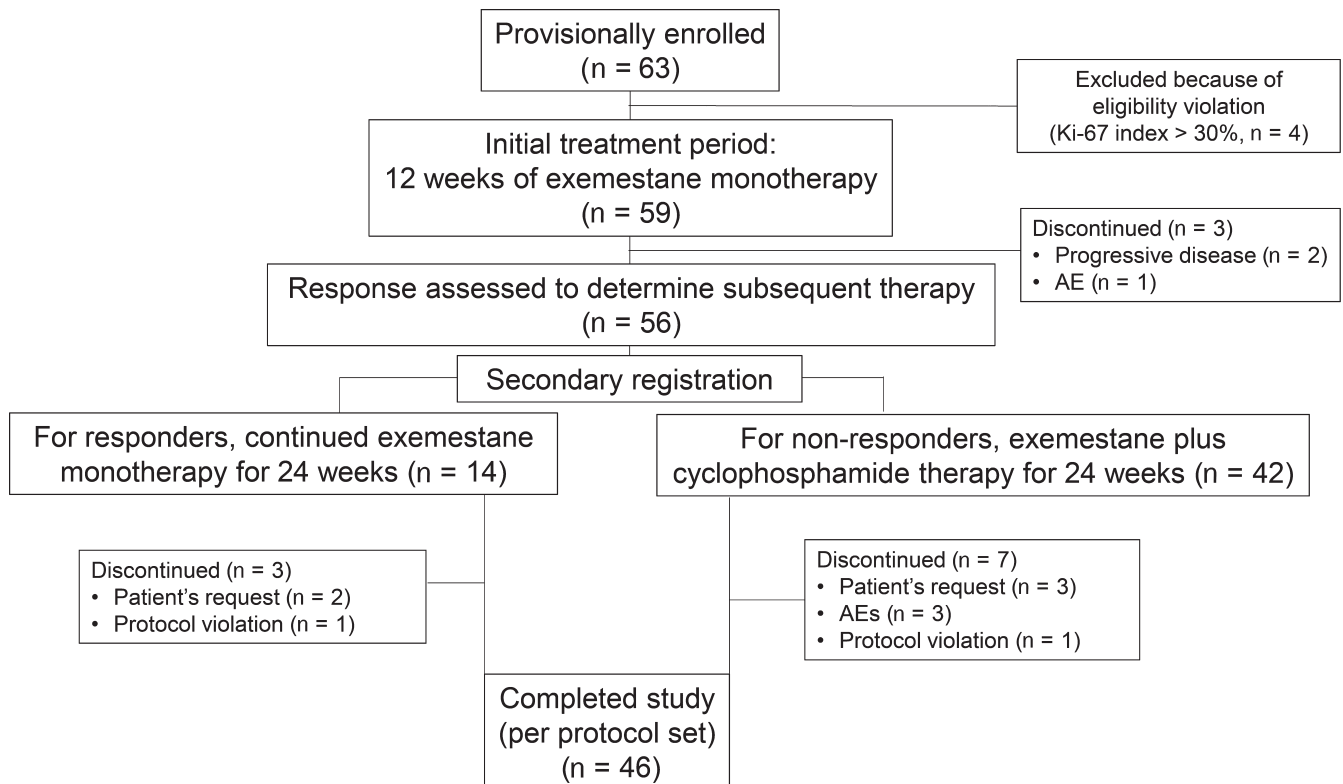 Provisionally enrolled
(n = 63)
Excluded because of
eligibility violation
(Ki-67 index > 30%, n = 4)
Initial treatment period:
12 weeks of exemestane monotherapy
(n = 59)
Discontinued (n = 3)
• Progressive disease (n = 2)
• AE (n = 1)
Response assessed to determine subsequent therapy
(n = 56)
Secondary registration
For responders, continued exemestane
monotherapy for 24 weeks (n = 14)
For non-responders, exemestane plus
cyclophosphamide therapy for 24 weeks (n = 42)
Discontinued (n = 3)
• Patient's request (n = 2)
• Protocol violation (n = 1)
Discontinued (n = 7)
• Patient's request (n = 3)
• AEs (n = 3)
• Protocol violation (n = 1)
Completed study
(per protocol set)
(n = 46)